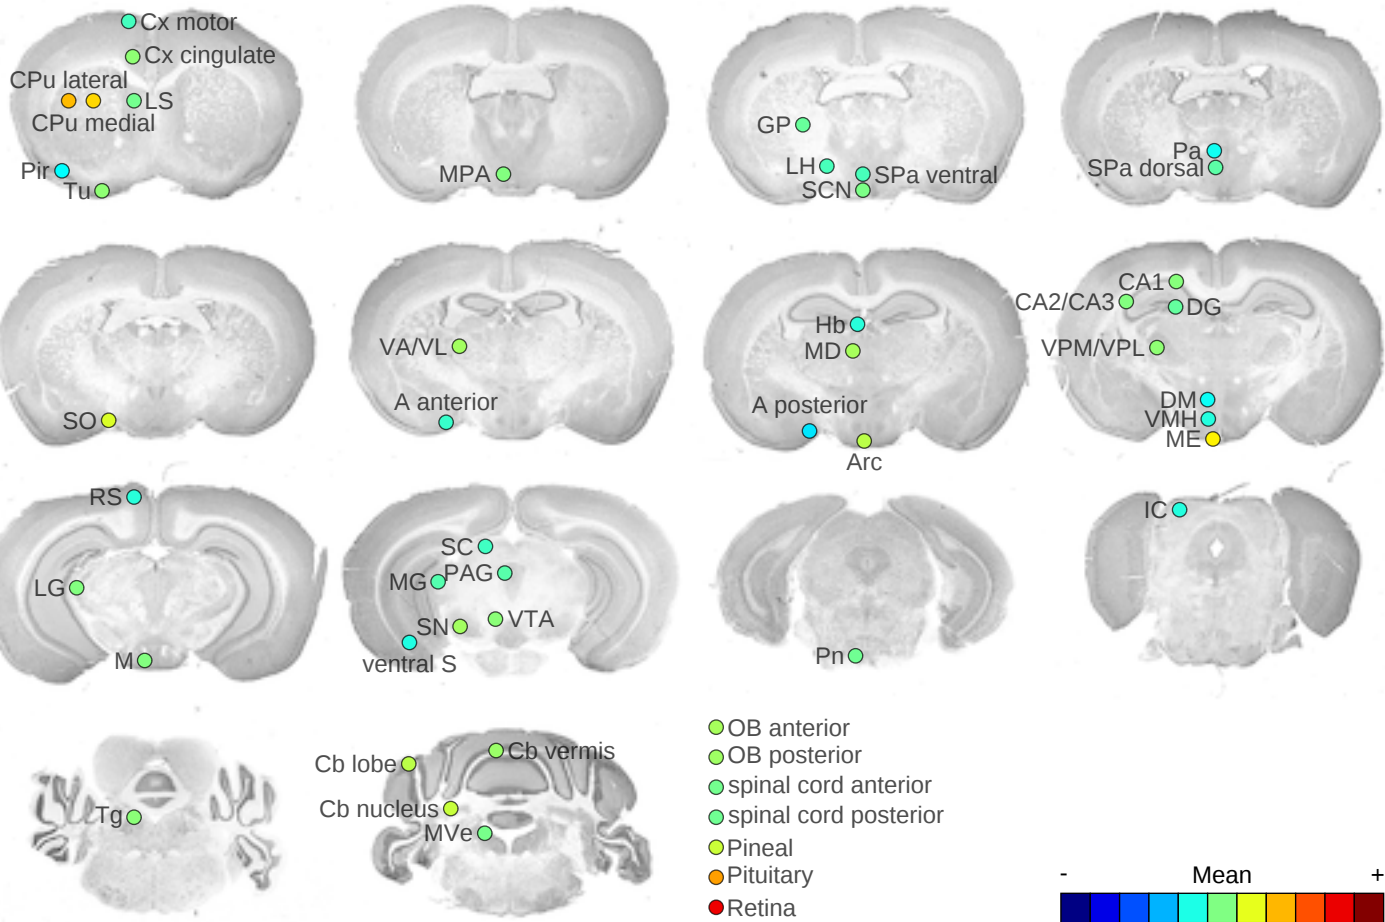 Cx motor
Cx cingulate
CPu lateral
LS
CPu medial
Pir
Tu
MPA
GP
LH
SPa ventral
SCN
Pa
SPa dorsal
SO
VA/VL
A anterior
Hb
MD
A posterior
Arc
CA1
CA2/CA3
DG
VPM/VPL
DM
VMH
ME
RS
LG
M
SC
MG
PAG
SN
VTA
ventral S
Pn
IC
Tg
Cb lobe
Cb vermis
Cb nucleus
MVe
OB anterior
OB posterior
spinal cord anterior
spinal cord posterior
Pineal
Pituitary
Retina
- Mean +